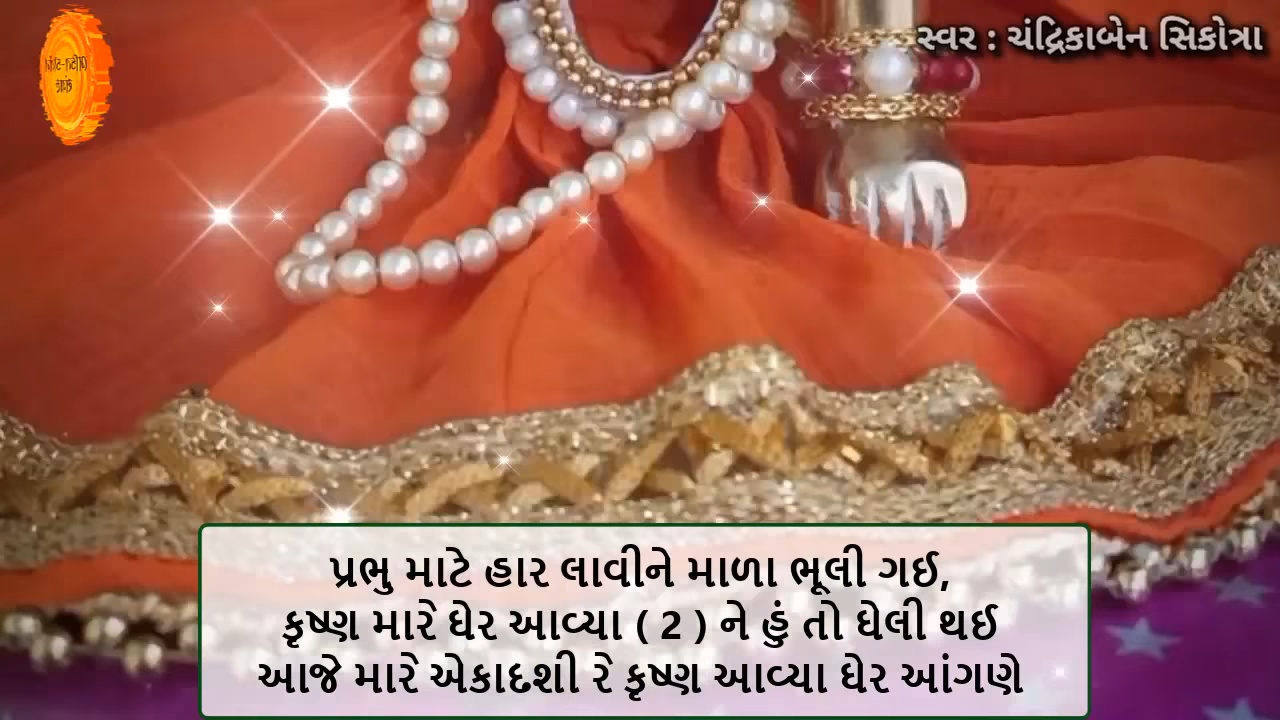 સ્વર : ચંદ્રિકાબેન સિકોત્રા
પ્રભુ માટે હાર લાવીને માળા ભૂલી ગઈ,
કૃષ્ણ મારે ઘેર આવ્યા ( 2 ) ને હું તો ઘેલી થઈ
આજે મારે એકાદશી રે કૃષ્ણ આવ્યા ઘેર આંગણે